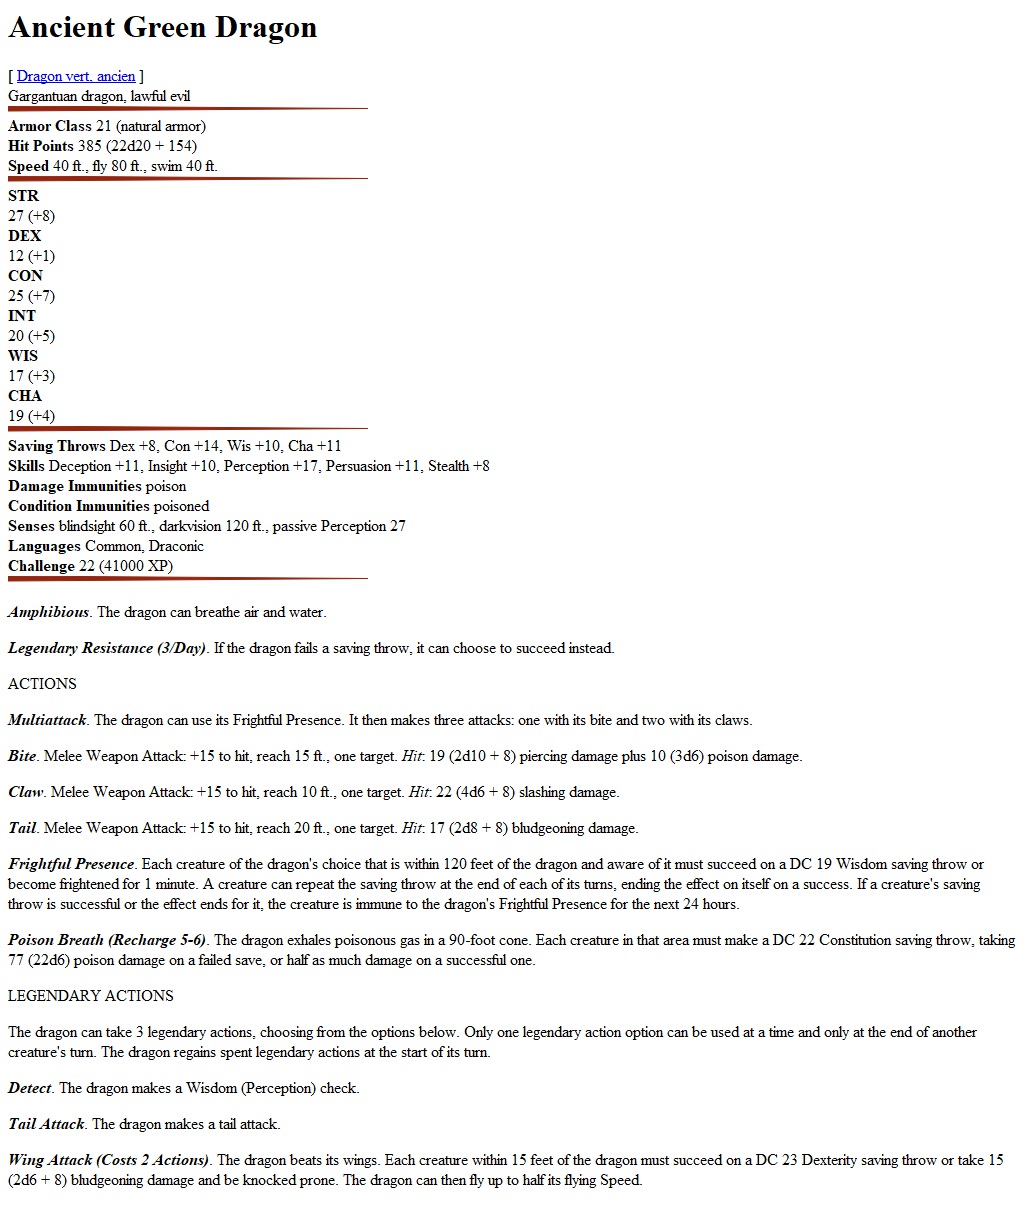 Ancient Green Dragon
[ Dragon vert, ancien ]
Gargantuan dragon, lawful evil
Armor Class 21 (natural armor)
Hit Points 385 (22d20 + 154)
Speed 40 ft., fly 80 ft., swim 40 ft.
STR
27 (+8)
DEX
12 (+1)
CON
25 (+7)
INT
20 (+5)
WIS
17 (+3)
CHA
19 (+4)
Saving Throws Dex +8, Con +14, Wis +10, Cha +11
Skills Deception +11, Insight +10, Perception +17, Persuasion +11, Stealth +8
Damage Immunities poison
Condition Immunities poisoned
Senses blindsight 60 ft., darkvision 120 ft., passive Perception 27
Languages Common, Draconic
Challenge 22 (41000 XP)
Amphibious. The dragon can breathe air and water.
Legendary Resistance (3/Day). If the dragon fails a saving throw, it can choose to succeed instead.
ACTIONS
Multiattack. The dragon can use its Frightful Presence. It then makes three attacks: one with its bite and two with its claws.
Bite. Melee Weapon Attack: +15 to hit, reach 15 ft., one target. Hit: 19 (2d10 + 8) piercing damage plus 10 (3d6) poison damage.
Claw. Melee Weapon Attack: +15 to hit, reach 10 ft., one target. Hit: 22 (4d6 + 8) slashing damage.
Tail. Melee Weapon Attack: +15 to hit, reach 20 ft., one target. Hit: 17 (2d8 + 8) bludgeoning damage.
Frightful Presence. Each creature of the dragon's choice that is within 120 feet of the dragon and aware of it must succeed on a DC 19 Wisdom saving throw or
become frightened for 1 minute. A creature can repeat the saving throw at the end of each of its turns, ending the effect on itself on a success. If a creature's saving
throw is successful or the effect ends for it, the creature is immune to the dragon's Frightful Presence for the next 24 hours.
Poison Breath (Recharge 5-6). The dragon exhales poisonous gas in a 90-foot cone. Each creature in that area must make a DC 22 Constitution saving throw, taking
77 (22d6) poison damage on a failed save, or half as much damage on a successful one.
LEGENDARY ACTIONS
The dragon can take 3 legendary actions, choosing from the options below. Only one legendary action option can be used at a time and only at the end of another
creature's turn. The dragon regains spent legendary actions at the start of its turn.
Detect. The dragon makes a Wisdom (Perception) check.
Tail Attack. The dragon makes a tail attack.
Wing Attack (Costs 2 Actions). The dragon beats its wings. Each creature within 15 feet of the dragon must succeed on a DC 23 Dexterity saving throw or take 15
(2d6 + 8) bludgeoning damage and be knocked prone. The dragon can then fly up to half its flying Speed.